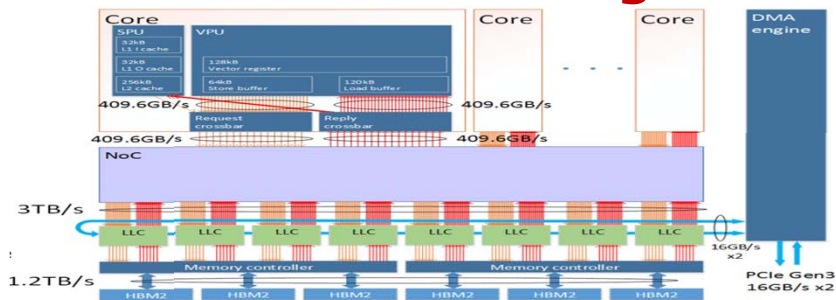 Core
Core
Core
DMA
engine
SPU
VPU
32kB
L1 I cache
32kB
L1 O cache
256kB
L2 cache
128kB
Vector register
64kB
Store buffer
120kB
Load buffer
. . .
409.6GB/s
409.6GB/s
Request
crossbar
Reply
crossbar
409.6GB/s
409.6GB/s
NoC
3TB/s
LLC
LLC
LLC
LLC
LLC
LLC
LLC
LLC
16GB/s
x2
Memory controller
Memory controller
1.2TB/s
PCIe Gen3
16GB/s x2
HBM2
HBM2
HBM2
HBM2
HBM2
HBM2